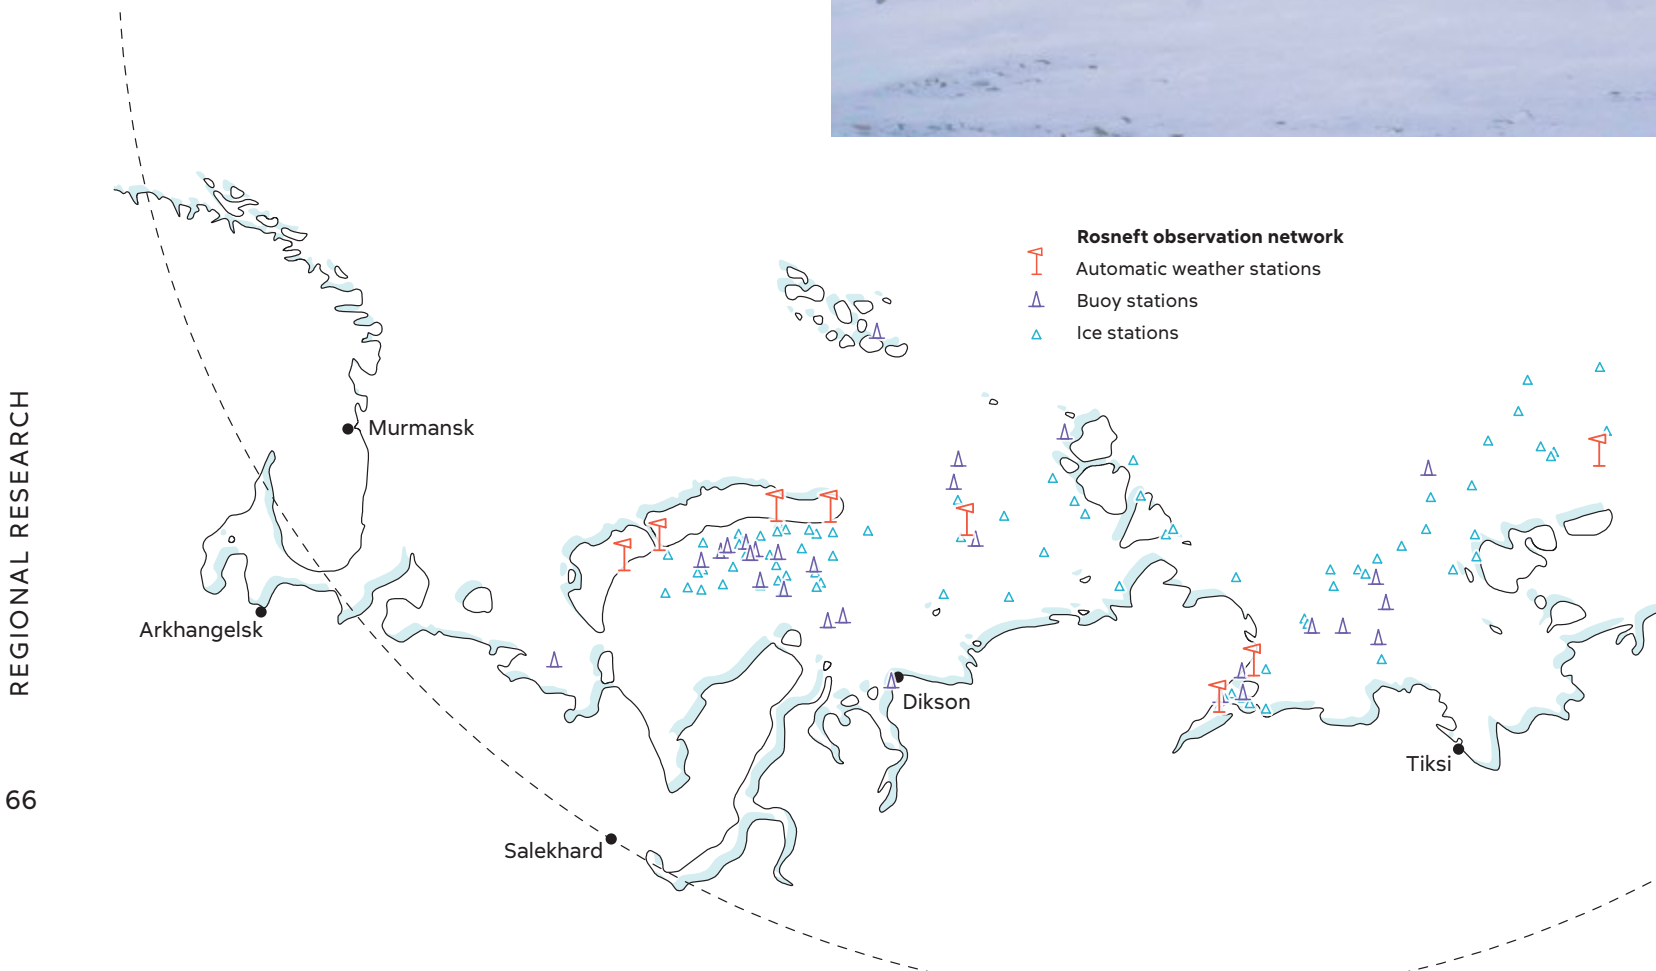 Rosneft observation network
Automatic weather stations
Buoy stations
Ice stations
Murmansk
Arkhangelsk
Dikson
Tiksi
Salekhard
REGIONAL RESEARCH
66